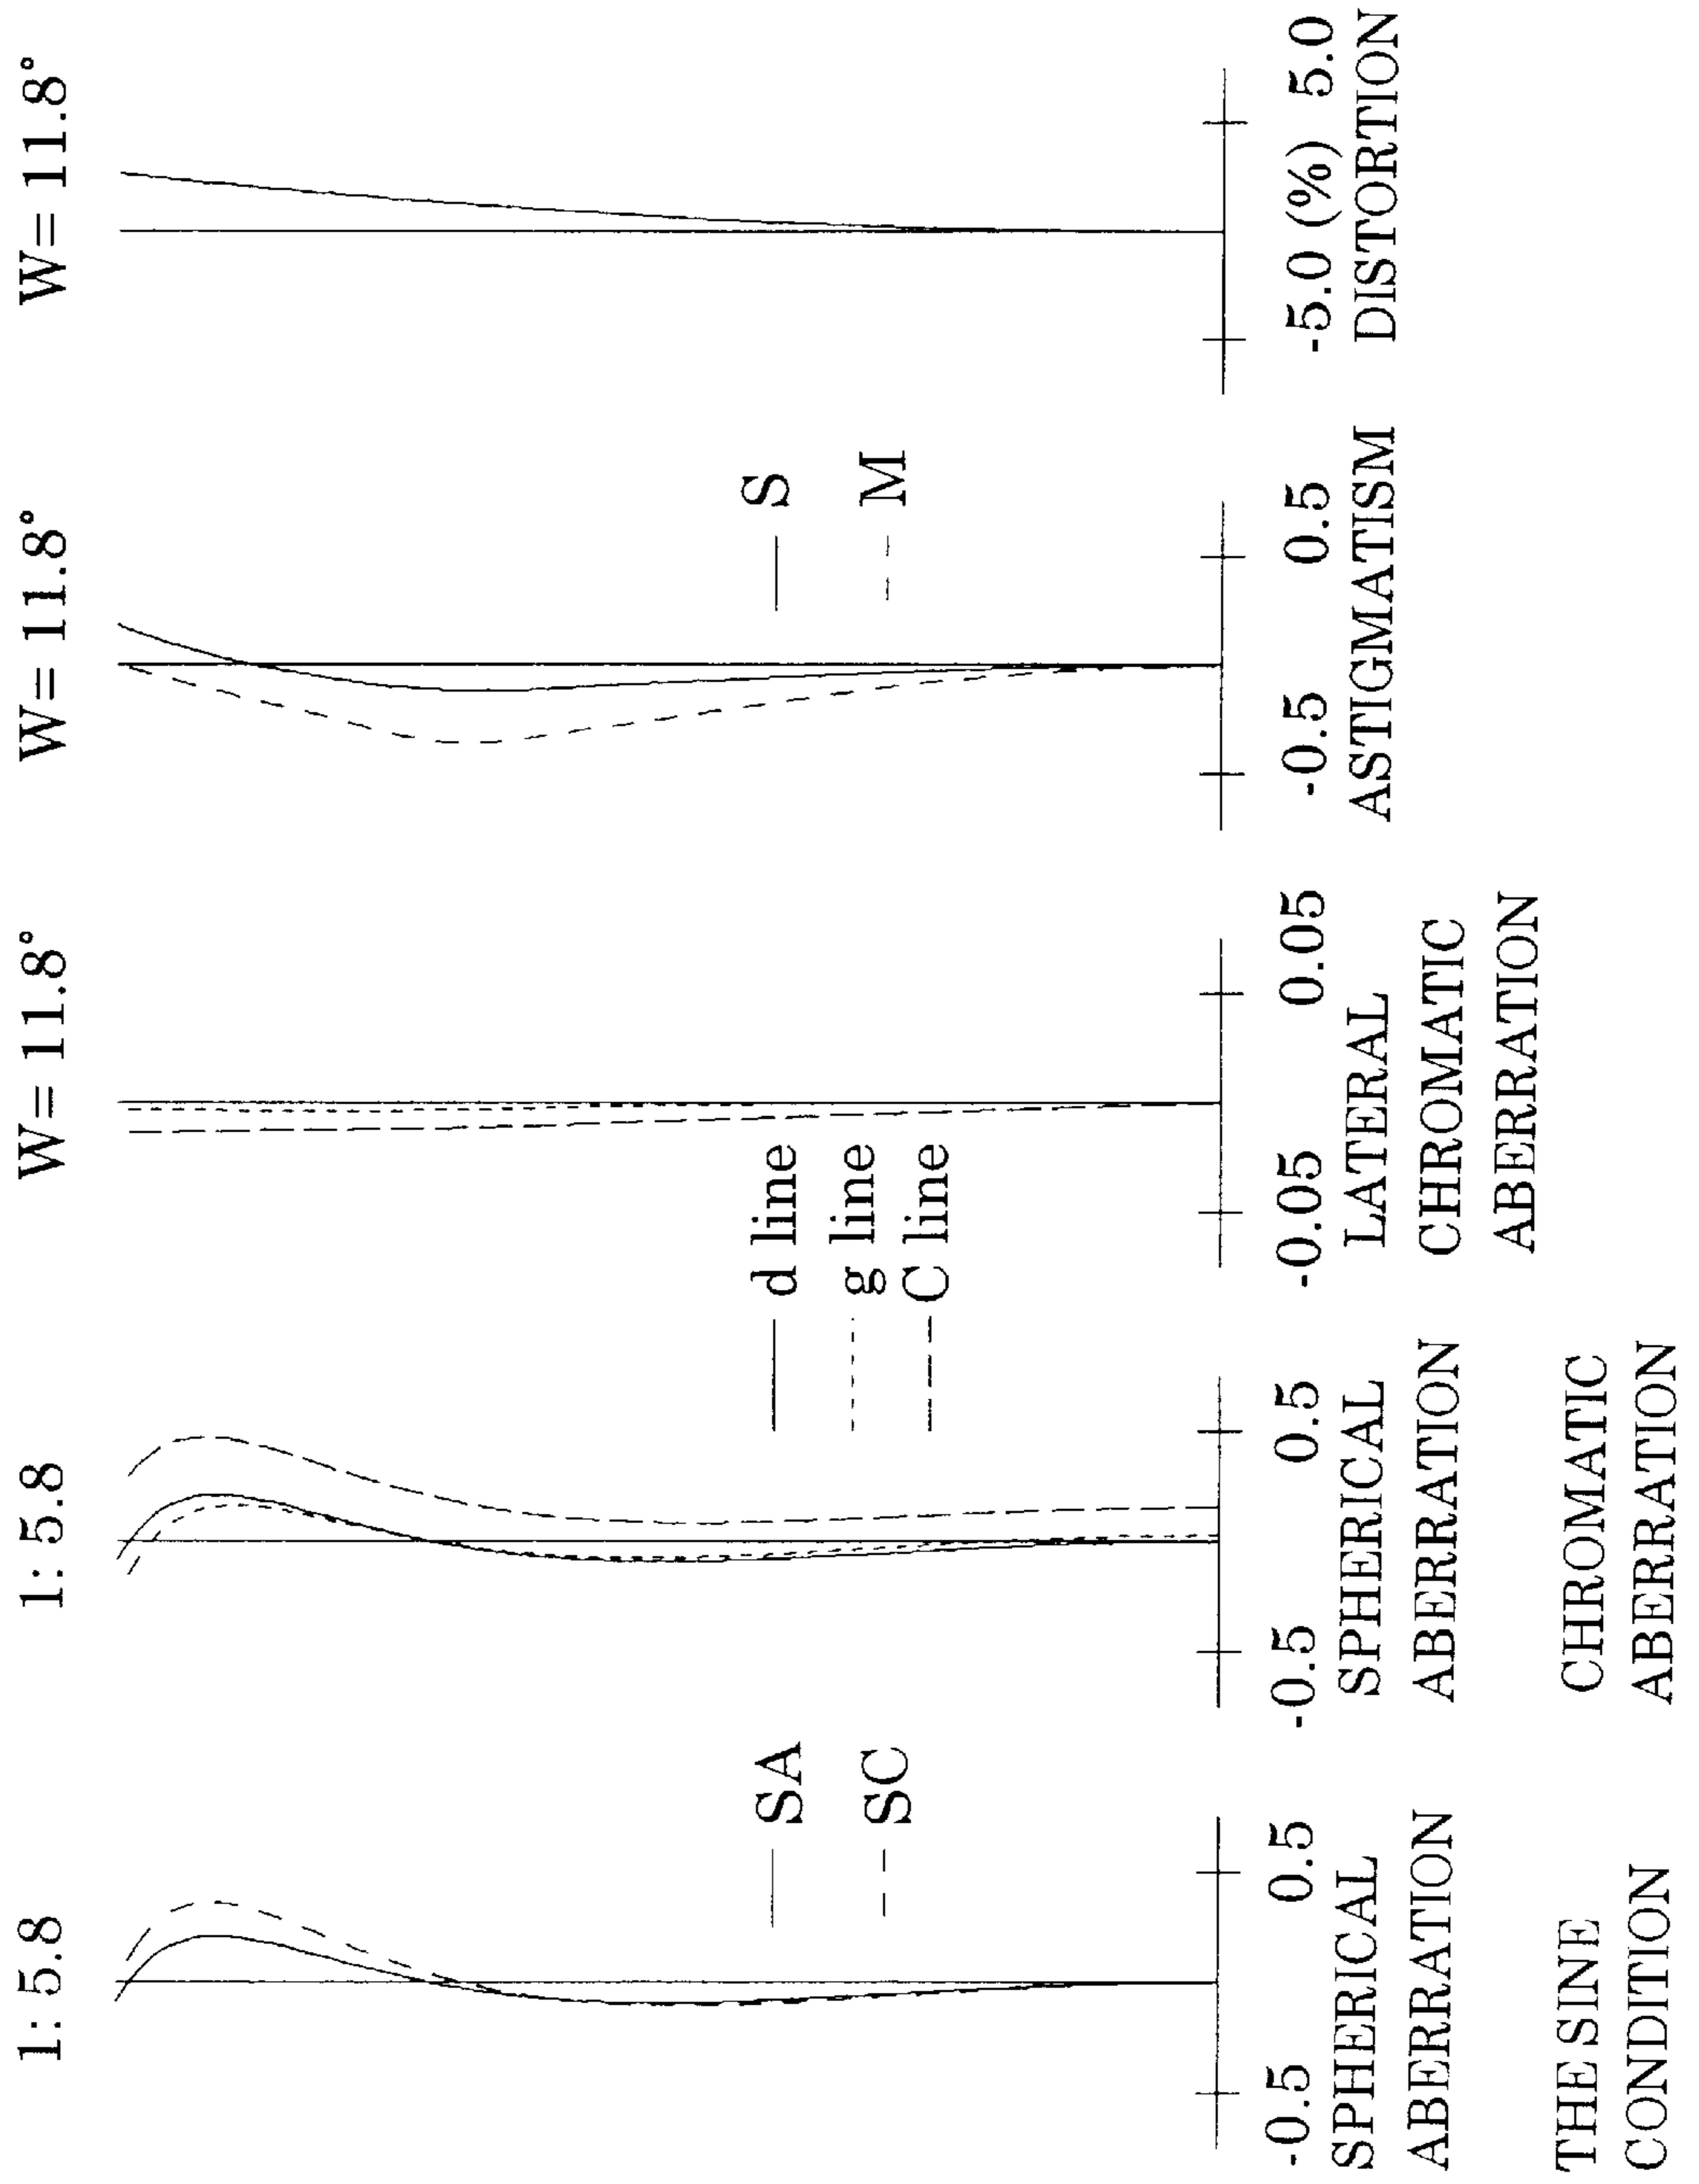 1: 5.8
SA
SC
-0.5
0.5
SPHERICAL
ABERRATION
THE SINE
CONDITION
1: 5.8
d line
g line
C line
-0.5
0.5
SPHERICAL
ABERRATION
CHROMATIC
ABERRATION
W= 11.8°
-0.05
0.05
LATERAL
CHROMATIC
ABERRATION
W= 11.8°
S
M
-0.5
0.5
ASTIGMATISM
W= 11.8°
-5.0 (%) 5.0
DISTORTION